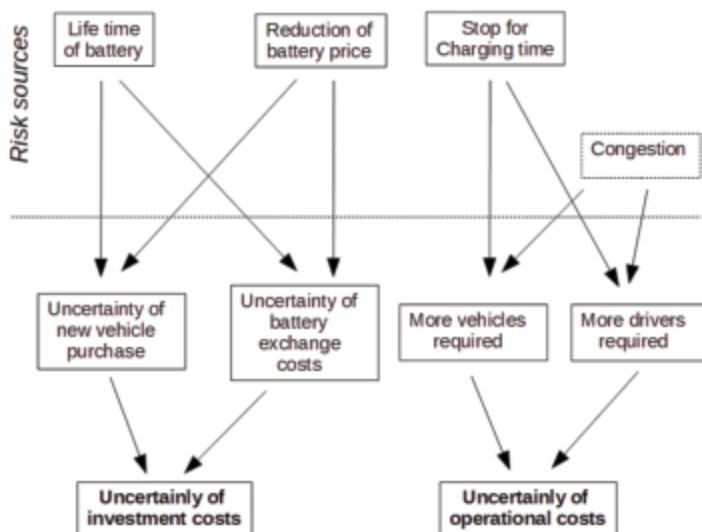 Risk sources
Life time
of battery
Reduction of
battery price
Stop for
Charging time
Congestion
Uncertainty of
new vehicle
purchase
Uncertainty of
battery
exchange
costs
More vehicles
required
More drivers
required
Uncertainly of
investment costs
Uncertainly of
operational costs